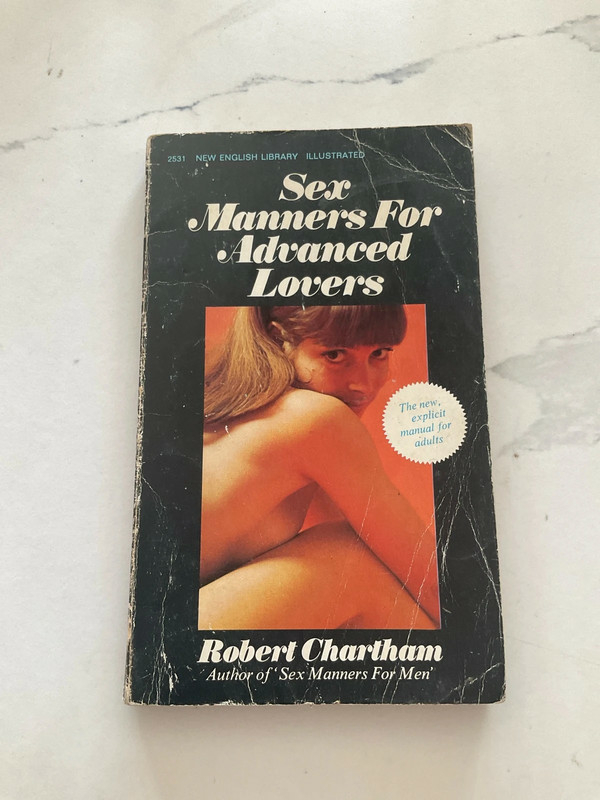 2531 NEW ENGLISH LIBRARY ILLUSTRATED
Sex
Manners For
Advanced
Lovers
The new,
explicit
manual for
adults
Robert Chartham
Author of 'Sex Manners For Men'